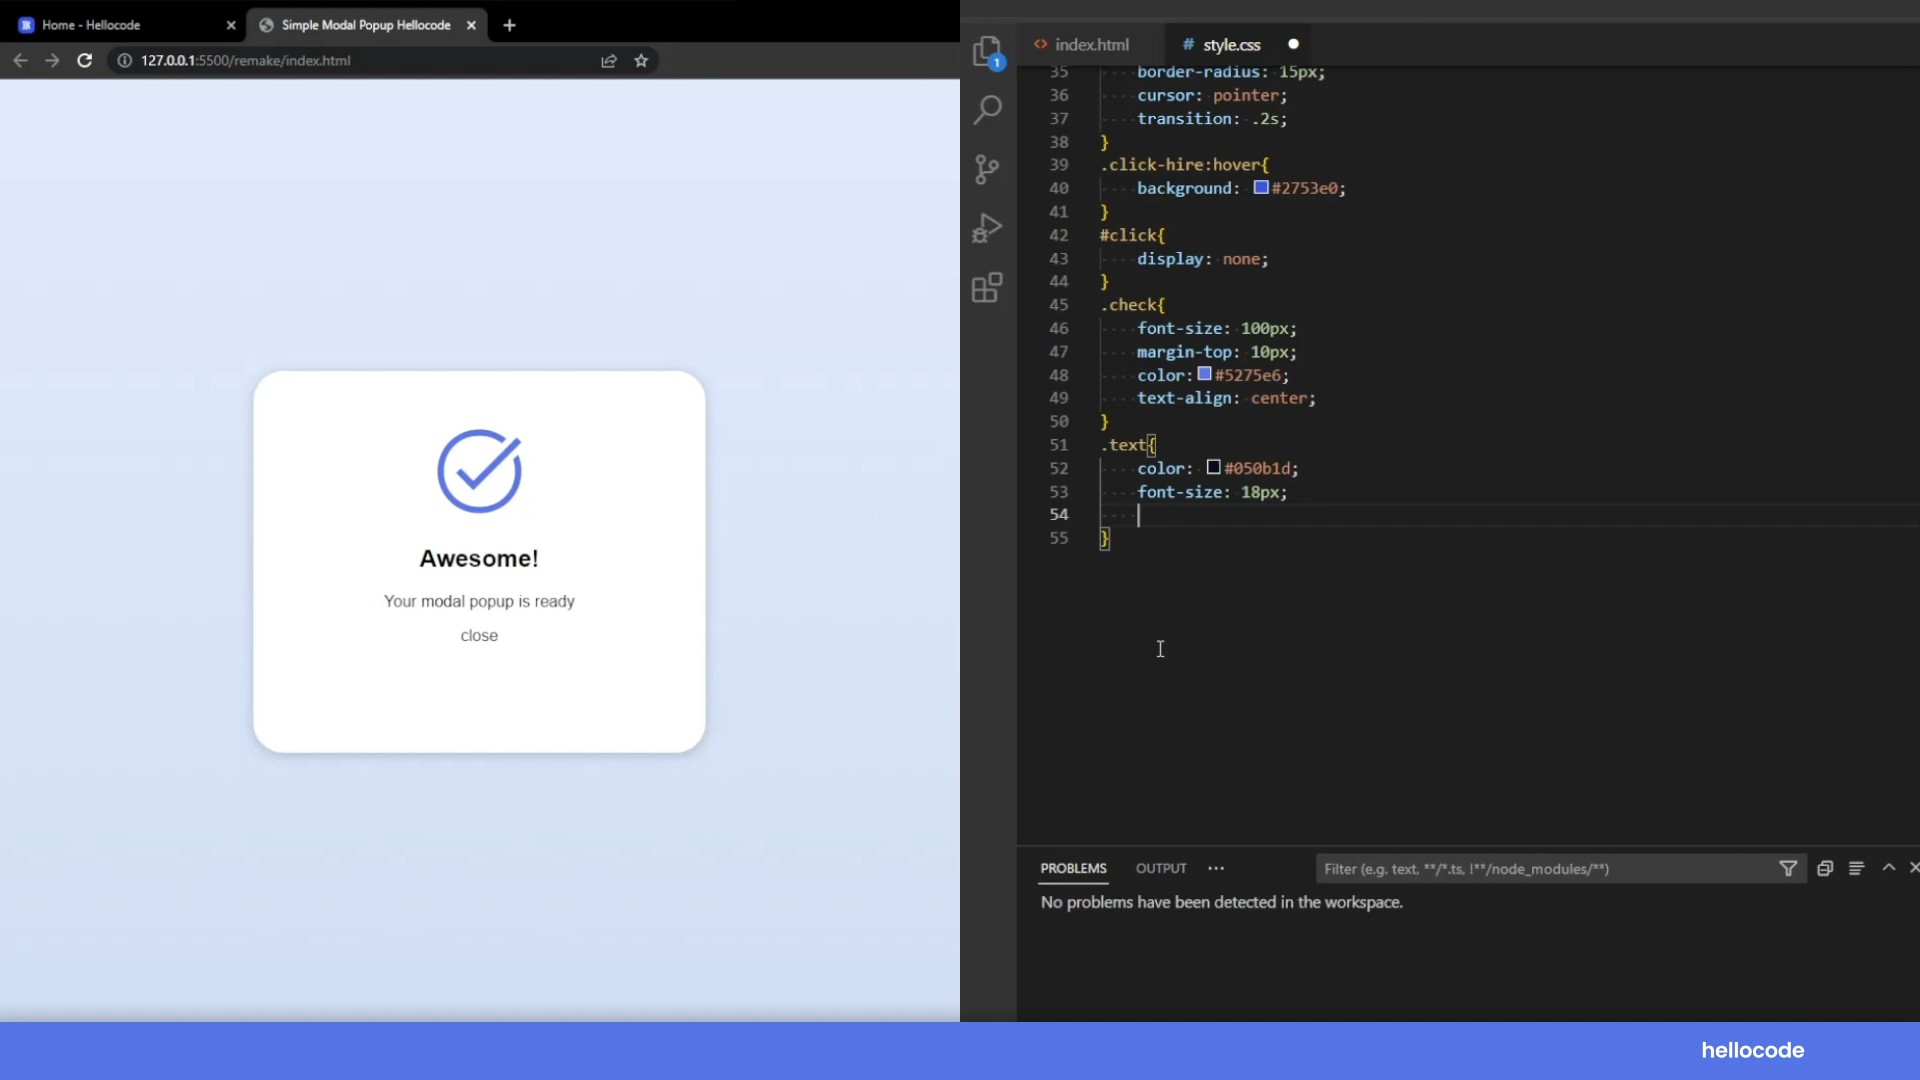 Home - Hellocode
Simple Modal Popup Hellocode
127.0.0.1:5500/remake/index.html
Awesome!
Your modal popup is ready
close
1
index.html
# style.css
35 border-radius: 15px;
36 cursor: pointer;
37 transition: .2s;
38 }
39 .click-hire:hover{
40 background: #2753e0;
41 }
42 #click{
43 display: none;
44 }
45 .check{
46 font-size: 100px;
47 margin-top: 10px;
48 color: #5275e6;
49 text-align: center;
50 }
51 .text{
52 color: #050b1d;
53 font-size: 18px;
54
55 }
PROBLEMS OUTPUT ···
Filter (e.g. text, **/*.ts, !**/node_modules/**)
No problems have been detected in the workspace.
hellocode